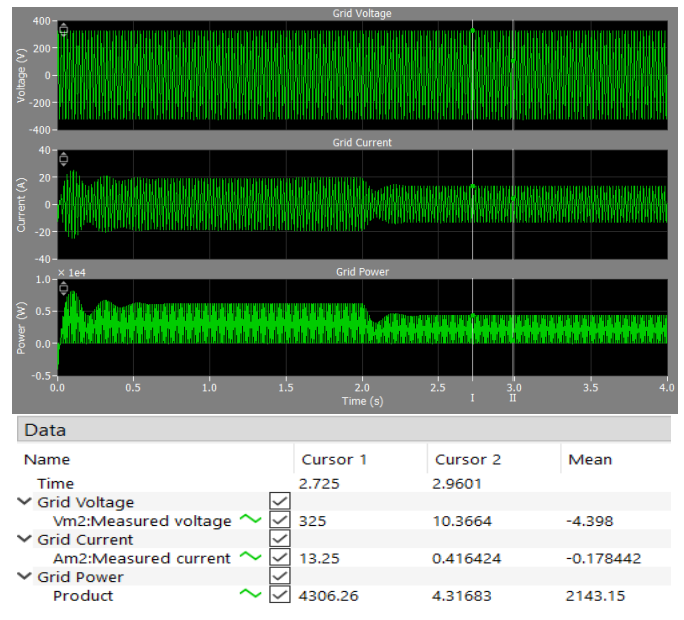 Grid Voltage
400
200
0
-200
-400
Voltage (V)
Grid Current
40
20
0
-20
-40
Current (A)
Grid Power
× 1e4
1.0
0.5
0.0
-0.5
Power (W)
0.0 0.5 1.0 1.5 2.0 2.5 3.0 3.5 4.0
Time (s)
I II
Data
Name Cursor 1 Cursor 2 Mean
Time 2.725 2.9601
Grid Voltage
Vm2:Measured voltage 325 10.3664 -4.398
Grid Current
Am2:Measured current 13.25 0.416424 -0.178442
Grid Power
Product 4306.26 4.31683 2143.15